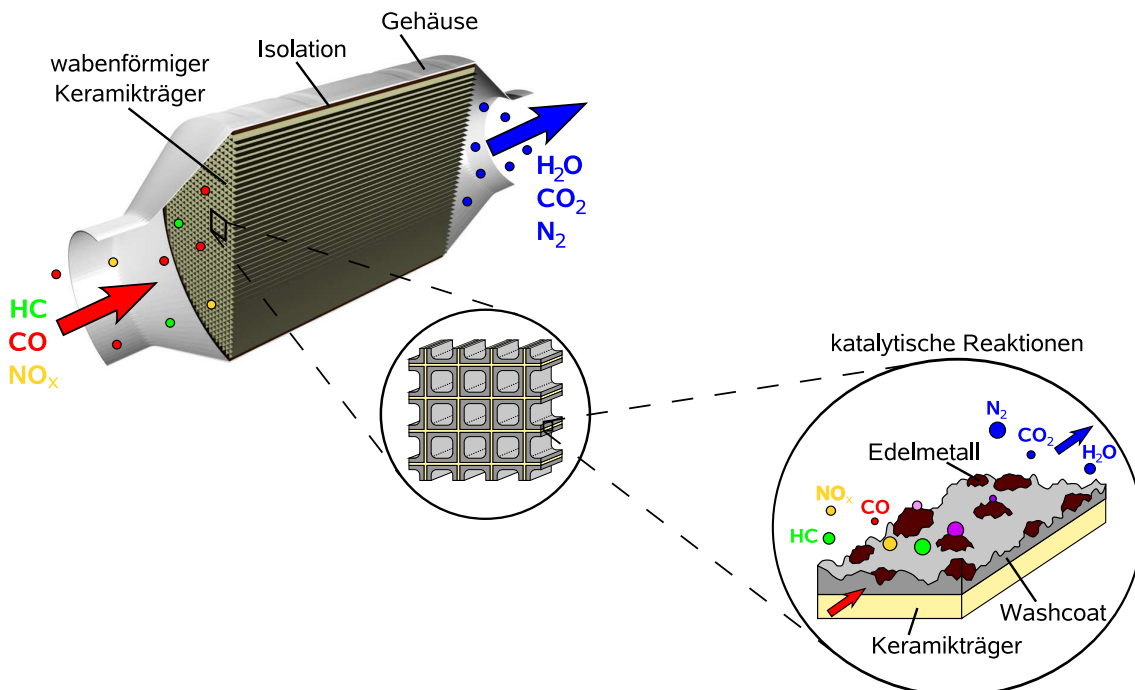 Gehäuse
Isolation
wabenförmiger
Keramikträger
H₂O
CO₂
N₂
HC
CO
NOₓ
katalytische Reaktionen
N₂
CO₂
H₂O
Edelmetall
NOₓ
CO
HC
Washcoat
Keramikträger